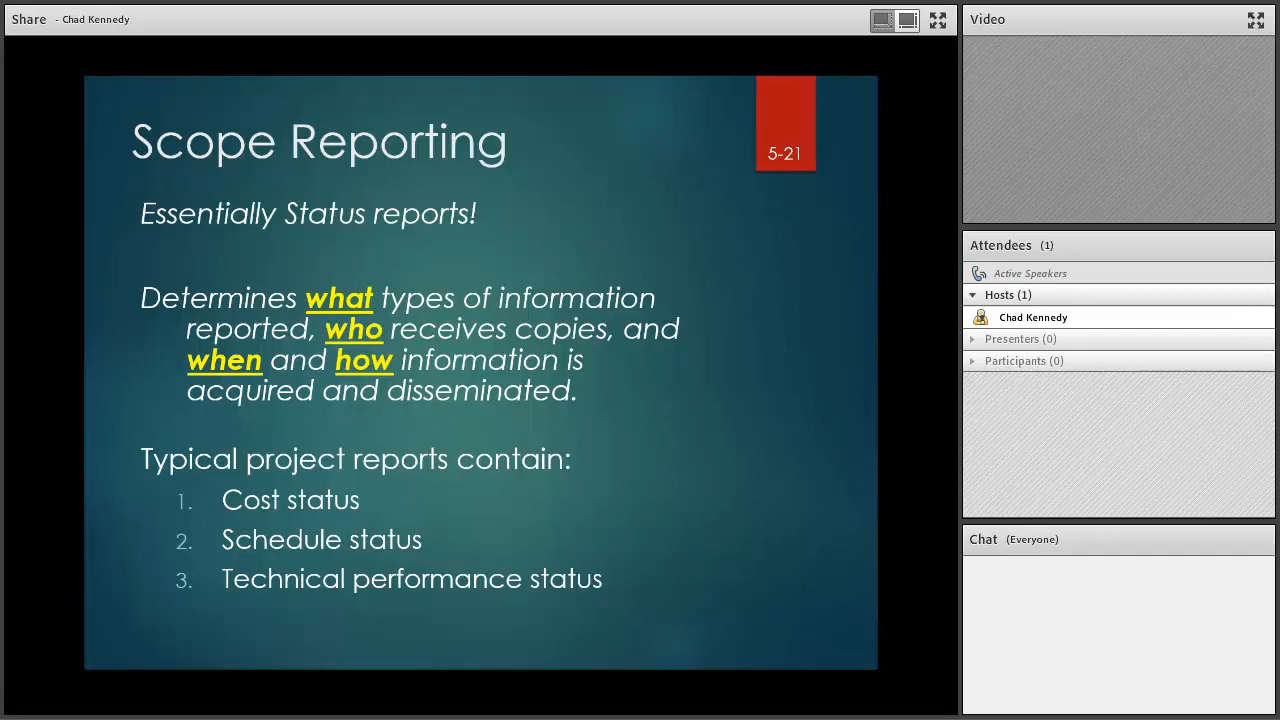 Share - Chad Kennedy
Scope Reporting
5-21
Essentially Status reports!
Determines what types of information
reported, who receives copies, and
when and how information is
acquired and disseminated.
Typical project reports contain:
1. Cost status
2. Schedule status
3. Technical performance status
Video
Attendees (1)
Active Speakers
Hosts (1)
Chad Kennedy
Presenters (0)
Participants (0)
Chat (Everyone)